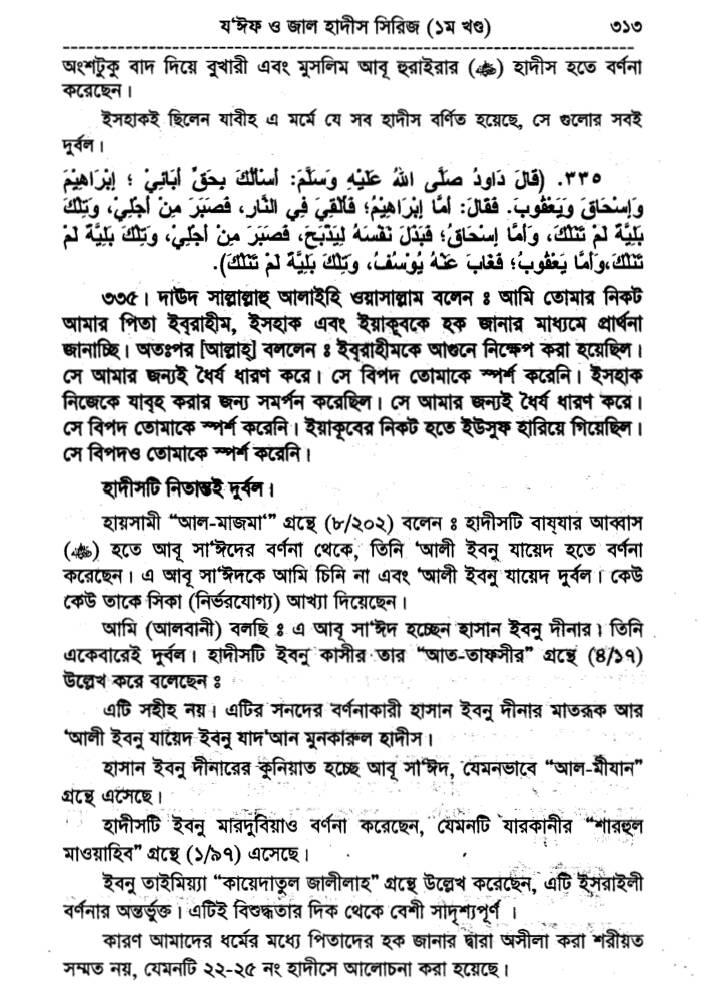 য'ঈফ ও জাল হাদীস সিরিজ (১ম খণ্ড) ৩১৩
অংশটুকু বাদ দিয়ে বুখারী এবং মুসলিম আবূ হুরাইরার (ﷺ) হাদীস হতে বর্ণনা
করেছেন।
ইসহাকই ছিলেন যাবীহ এ মর্মে যে সব হাদীস বর্ণিত হয়েছে, সে গুলোর সবই
দুর্বল।
٣٣٥. (قَالَ دَاوُدُ صَلَّى اللهُ عَلَيْهِ وَسَلَّمَ: أَسْأَلُكَ بِحَقِّ آبَائِيْ ؛ إِبْرَاهِيْمَ
وَإِسْحَاقَ وَيَعْقُوبَ. فَقَالَ: أَمَّا إِبْرَاهِيْمُ؛ فَأُلْقِيَ فِي النَّارِ، فَصَبَرَ مِنْ أَجْلِيْ، وَتِلْكَ
بَلِيَّةٌ لَمْ تَنَلْكَ، وَأَمَّا إِسْحَاقُ؛ فَبَذَلَ نَفْسَهُ لِيُذْبَحَ، فَصَبَرَ مِنْ أَجْلِيْ، وَتِلْكَ بَلِيَّةٌ لَمْ
تَنَلْكَ،وَأَمَّا يَعْقُوبُ؛ فَغَابَ عَنْهُ يُوْسُفُ، وَتِلْكَ بَلِيَّةٌ لَمْ تَنَلْكَ).
৩৩৫। দাউদ সাল্লাল্লাহু আলাইহি ওয়াসাল্লাম বলেন ঃ আমি তোমার নিকট
আমার পিতা ইব্‌রাহীম, ইসহাক এবং ইয়াকূবকে হক জানার মাধ্যমে প্রার্থনা
জানাচ্ছি। অতঃপর [আল্লাহ্] বললেন ঃ ইব্‌রাহীমকে আগুনে নিক্ষেপ করা হয়েছিল।
সে আমার জন্যই ধৈর্য ধারণ করে। সে বিপদ তোমাকে স্পর্শ করেনি। ইসহাক
নিজেকে যাব্‌হ করার জন্য সমর্পন করেছিল। সে আমার জন্যই ধৈর্য ধারণ করে।
সে বিপদ তোমাকে স্পর্শ করেনি। ইয়াকূবের নিকট হতে ইউসুফ হারিয়ে গিয়েছিল।
সে বিপদও তোমাকে স্পর্শ করেনি।
হাদীসটি নিতান্তই দুর্বল।
হায়সামী “আল-মাজমা'” গ্রন্থে (৮/২০২) বলেন ঃ হাদীসটি বায্‌যার আব্বাস
(ﷺ) হতে আবূ সা'ঈদের বর্ণনা থেকে, তিনি 'আলী ইবনু যায়েদ হতে বর্ণনা
করেছেন। এ আবূ সা'ঈদকে আমি চিনি না এবং 'আলী ইবনু যায়েদ দুর্বল। কেউ
কেউ তাকে সিকা (নির্ভরযোগ্য) আখ্যা দিয়েছেন।
আমি (আলবানী) বলছি ঃ এ আবূ সা'ঈদ হচ্ছেন হাসান ইবনু দীনার। তিনি
একেবারেই দুর্বল। হাদীসটি ইবনু কাসীর তার “আত-তাফসীর” গ্রন্থে (৪/১৭)
উল্লেখ করে বলেছেন ঃ
এটি সহীহ নয়। এটির সনদের বর্ণনাকারী হাসান ইবনু দীনার মাতরূক আর
'আলী ইবনু যায়েদ ইবনু যাদ'আন মুনকারুল হাদীস।
হাসান ইবনু দীনারের কুনিয়াত হচ্ছে আবূ সা'ঈদ, যেমনভাবে “আল-মীযান”
গ্রন্থে এসেছে।
হাদীসটি ইবনু মারদুবিয়াও বর্ণনা করেছেন, যেমনটি যারকানীর “শারহুল
মাওয়াহিব” গ্রন্থে (১/৯৭) এসেছে।
ইবনু তাইমিয়্যা “কায়েদাতুল জালীলাহ” গ্রন্থে উল্লেখ করেছেন, এটি ইসরাইলী
বর্ণনার অন্তর্ভুক্ত। এটিই বিশুদ্ধতার দিক থেকে বেশী সাদৃশ্যপূর্ণ ।
কারণ আমাদের ধর্মের মধ্যে পিতাদের হক জানার দ্বারা অসীলা করা শরীয়ত
সম্মত নয়, যেমনটি ২২-২৫ নং হাদীসে আলোচনা করা হয়েছে।